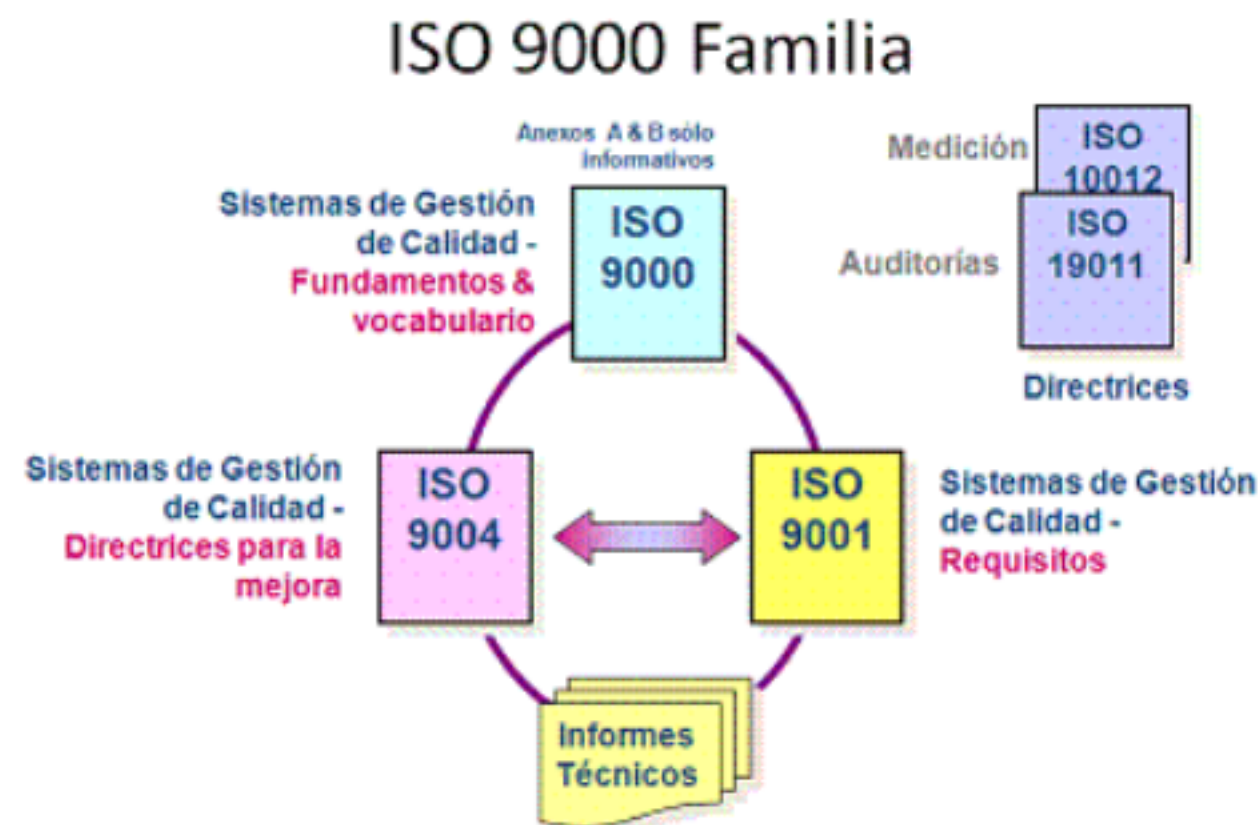 ISO 9000 Familia
Anexos A & B sólo
informativos
Sistemas de Gestión
de Calidad -
Fundamentos &
vocabulario
ISO
9000
Medición
ISO
10012
Auditorías
ISO
19011
Directrices
Sistemas de Gestión
de Calidad -
Directrices para la
mejora
ISO
9004
ISO
9001
Sistemas de Gestión
de Calidad -
Requisitos
Informes
Técnicos